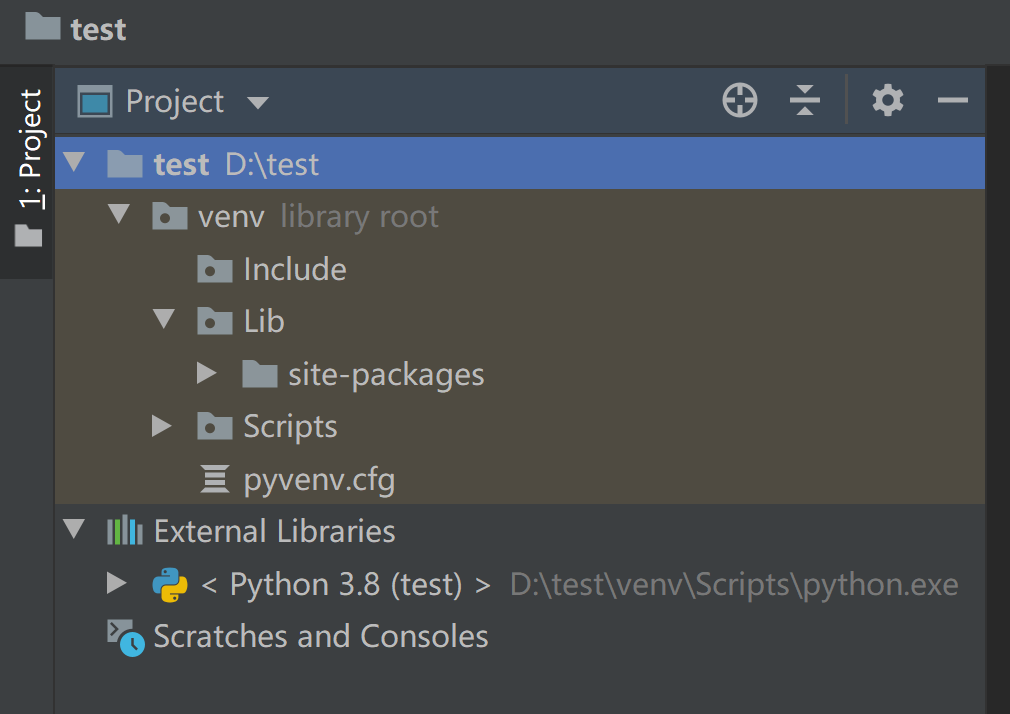 test
Project
1: Project
test D:\test
venv library root
Include
Lib
site-packages
Scripts
pyvenv.cfg
External Libraries
< Python 3.8 (test) > D:\test\venv\Scripts\python.exe
Scratches and Consoles